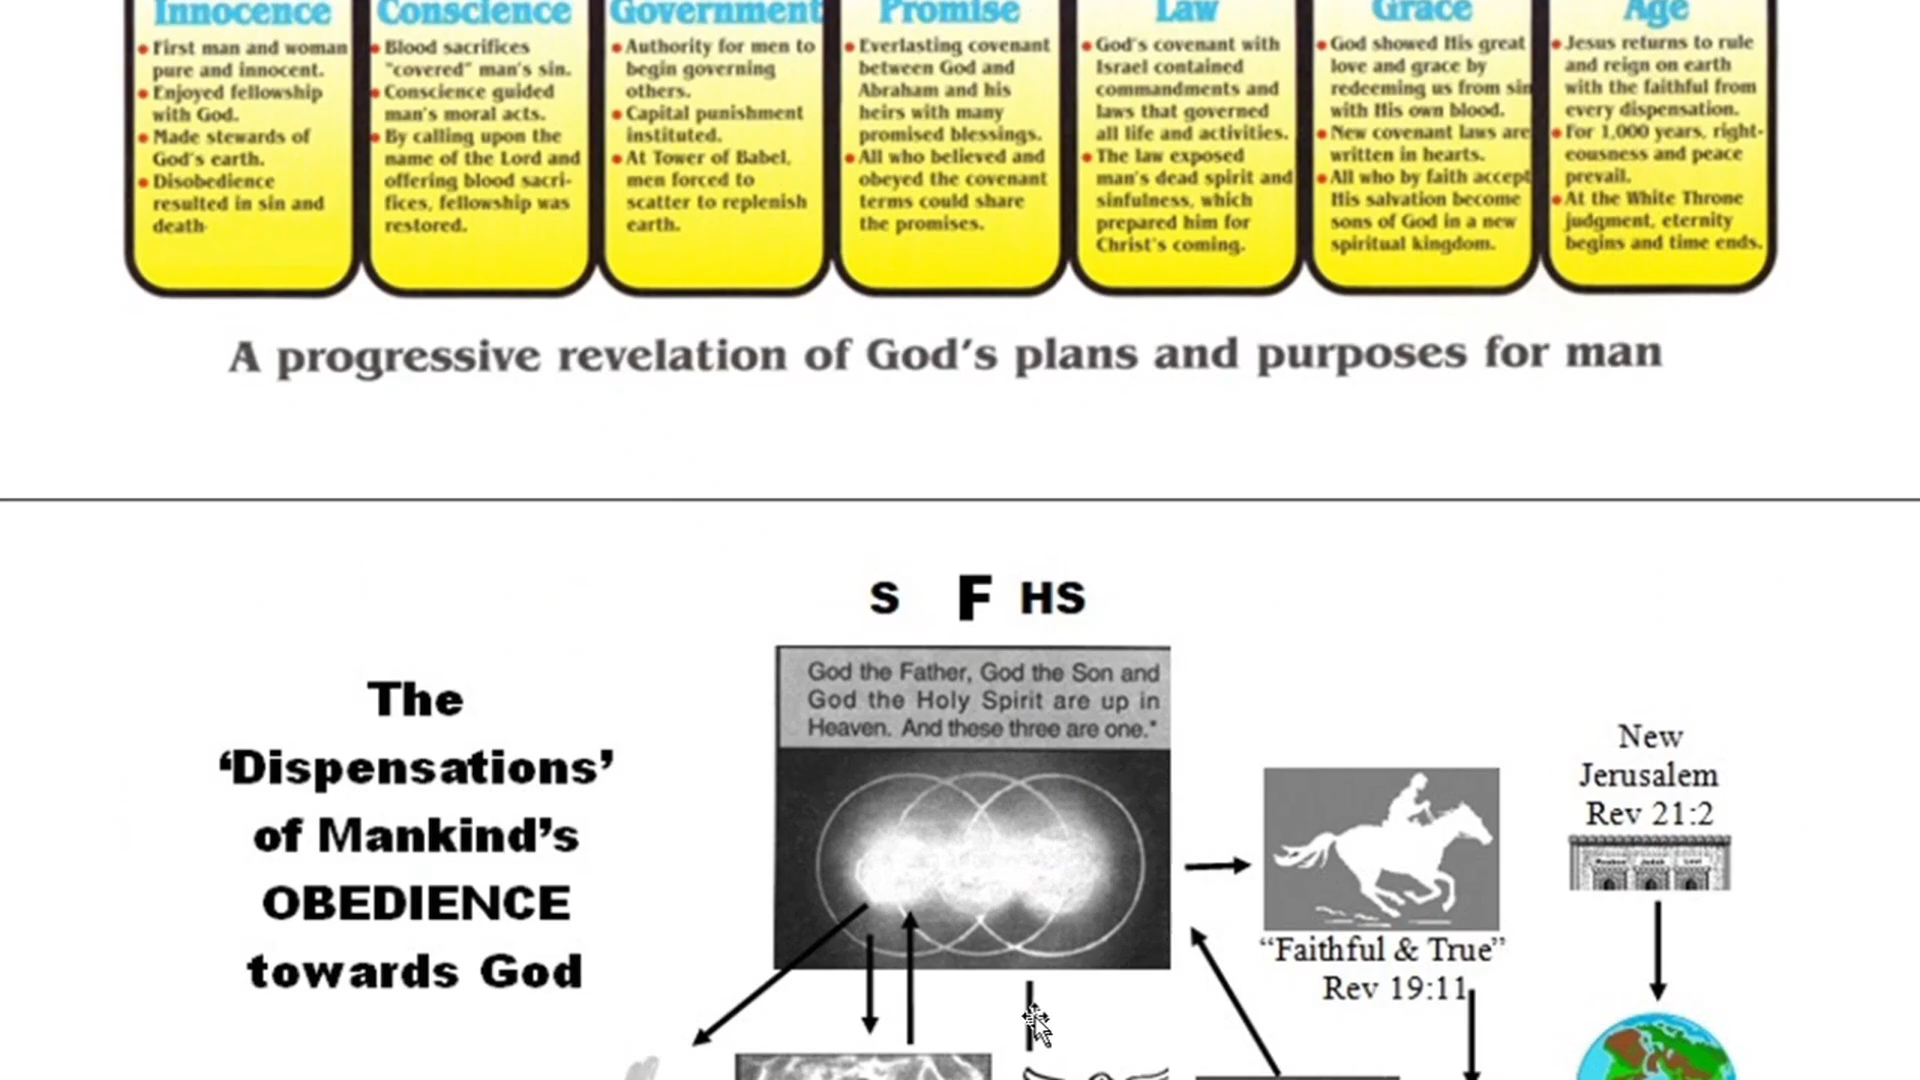 Innocence
First man and woman
pure and innocent.
Enjoyed fellowship
with God.
Made stewards of
God's earth.
Disobedience
resulted in sin and
death.
Conscience
Blood sacrifices
"covered" man's sin.
Conscience guided
man's moral acts.
By calling upon the
name of the Lord and
offering blood sacri-
fices, fellowship was
restored.
Government
Authority for men to
begin governing
others.
Capital punishment
instituted.
At Tower of Babel,
men forced to
scatter to replenish
earth.
Promise
Everlasting covenant
between God and
Abraham and his
heirs with many
promised blessings.
All who believed and
obeyed the covenant
terms could share
the promises.
Law
God's covenant with
Israel contained
commandments and
laws that governed
all life and activities.
The law exposed
man's dead spirit and
sinfulness, which
prepared him for
Christ's coming.
Grace
God showed His great
love and grace by
redeeming us from sin
with His own blood.
New covenant laws are
written in hearts.
All who by faith accept
His salvation become
sons of God in a new
spiritual kingdom.
Age
Jesus returns to rule
and reign on earth
with the faithful from
every dispensation.
For 1,000 years, right-
eousness and peace
prevail.
At the White Throne
judgment, eternity
begins and time ends.
A progressive revelation of God's plans and purposes for man
S F HS
The
‘Dispensations’
of Mankind’s
OBEDIENCE
towards God
God the Father, God the Son and
God the Holy Spirit are up in
Heaven. And these three are one."
“Faithful & True”
Rev 19:11
New
Jerusalem
Rev 21:2
Judah
Levi